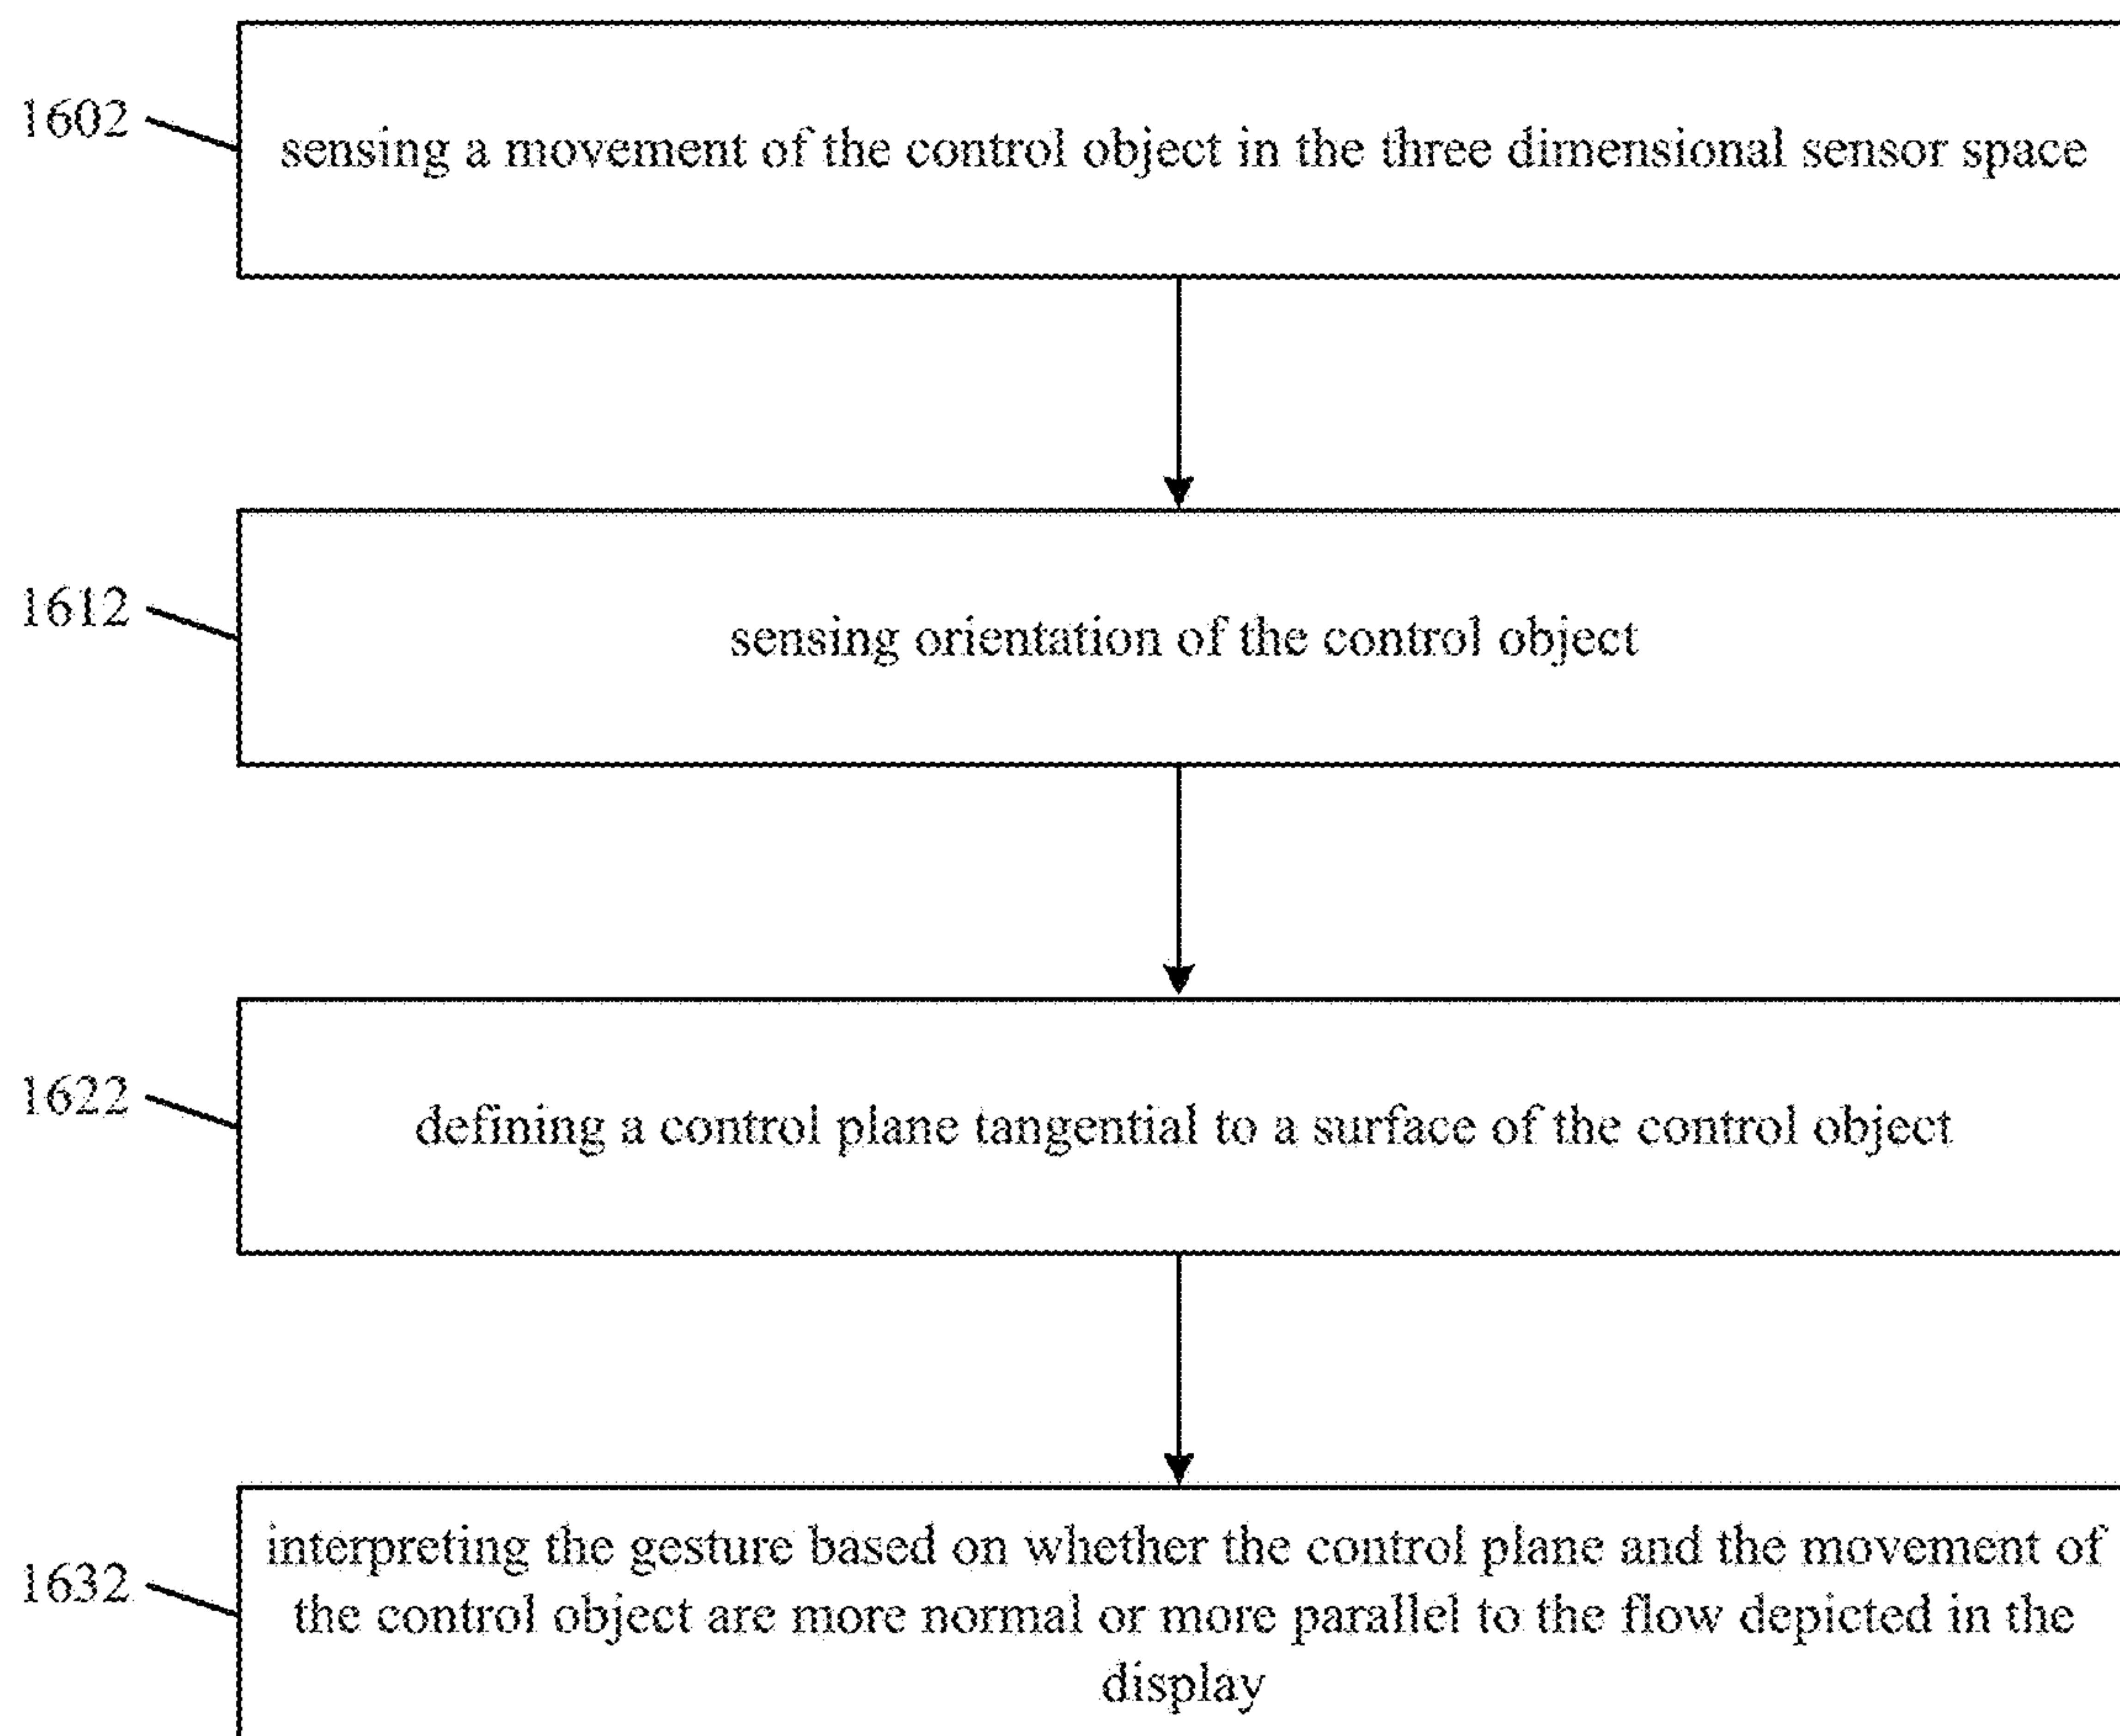 1602
sensing a movement of the control object in the three dimensional sensor space
1612
sensing orientation of the control object
1622
defining a control plane tangential to a surface of the control object
1632
interpreting the gesture based on whether the control plane and the movement of
the control object are more normal or more parallel to the flow depicted in the
display